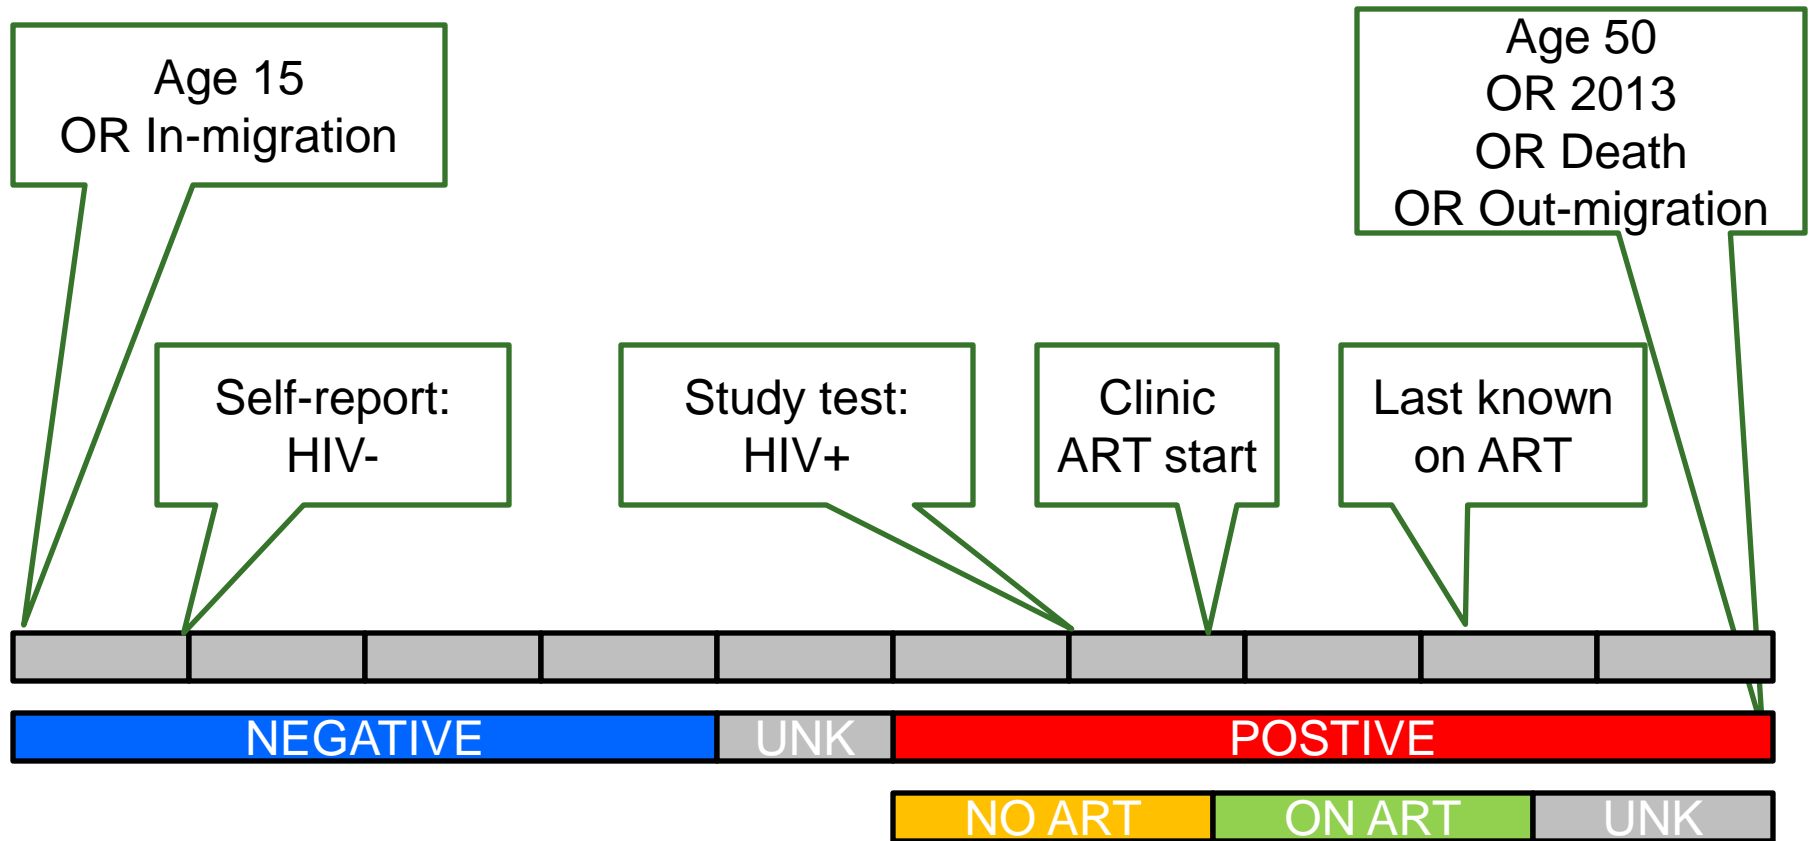 Age 15
OR In-migration
Age 50
OR 2013
OR Death
OR Out-migration
Self-report:
HIV-
Study test:
HIV+
Clinic
ART start
Last known
on ART
NEGATIVE
UNK
POSTIVE
NO ART
ON ART
UNK